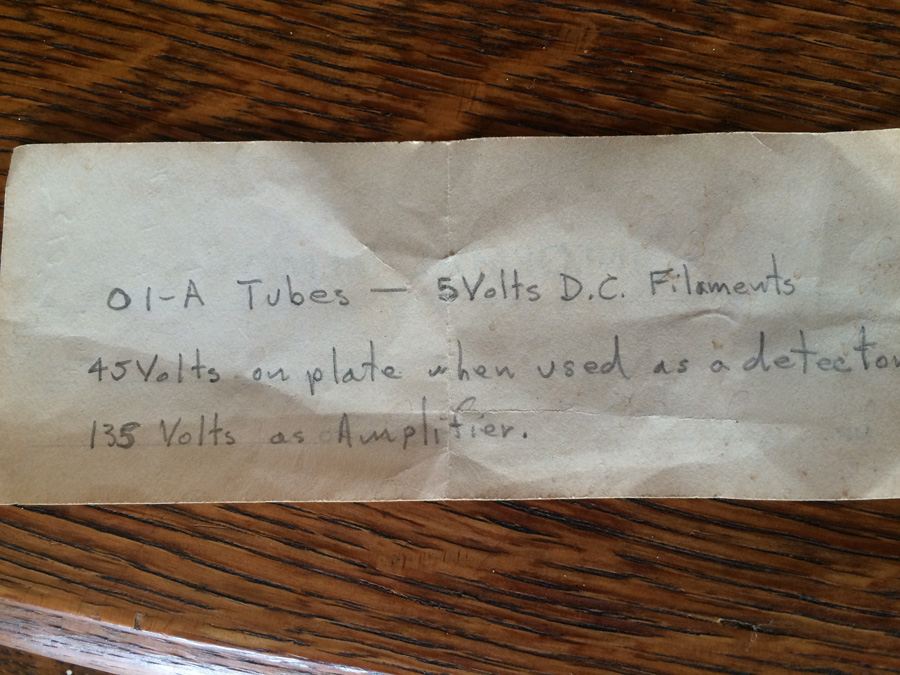 01-A Tubes — 5Volts D.C. Filaments
45Volts on plate when used as a detector
135 Volts as Amplifier.